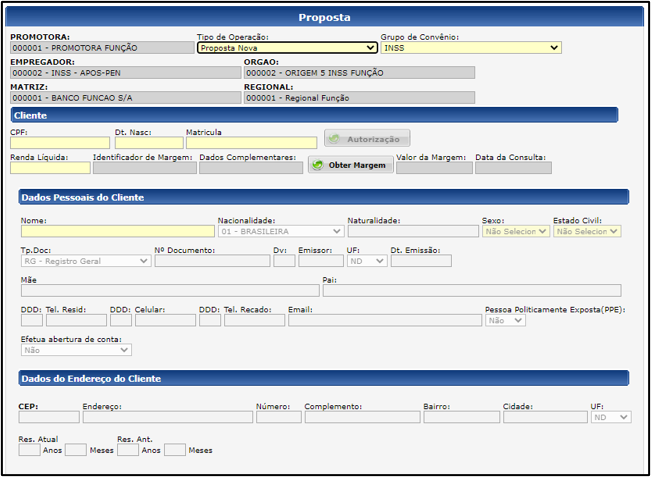 Proposta
PROMOTORA: Tipo de Operacão: Grupo de Convênio:
000001 - PROMOTORA FUNÇÃO Proposta Nova INSS
EMPREGADOR: ORGAO:
000002 - INSS - APOS-PEN 000002 - ORIGEM 5 INSS FUNÇÃO
MATRIZ: REGIONAL:
000001 - BANCO FUNCAO S/A 000001 - Regional Função
Cliente
CPF: Dt. Nasc: Matricula
Autorização
Renda Líquida: Identificador de Margem: Dados Complementares: Obter Margem Valor da Margem: Data da Consulta:
Dados Pessoais do Cliente
Nome: Nacionalidade: Naturalidade: Sexo: Estado Civil:
01 - BRASILEIRA Não Selecion Não Selecion
Tp.Doc: Nº Documento: Dv: Emissor: UF: Dt. Emissão:
RG - Registro Geral ND
Mãe Pai:
DDD: Tel. Resid: DDD: Celular: DDD: Tel. Recado: Email: Pessoa Politicamente Exposta(PPE):
Não
Efetua abertura de conta:
Não
Dados do Endereço do Cliente
CEP: Endereço: Número: Complemento: Bairro: Cidade: UF:
ND
Res. Atual Res. Ant.
Anos Meses Anos Meses